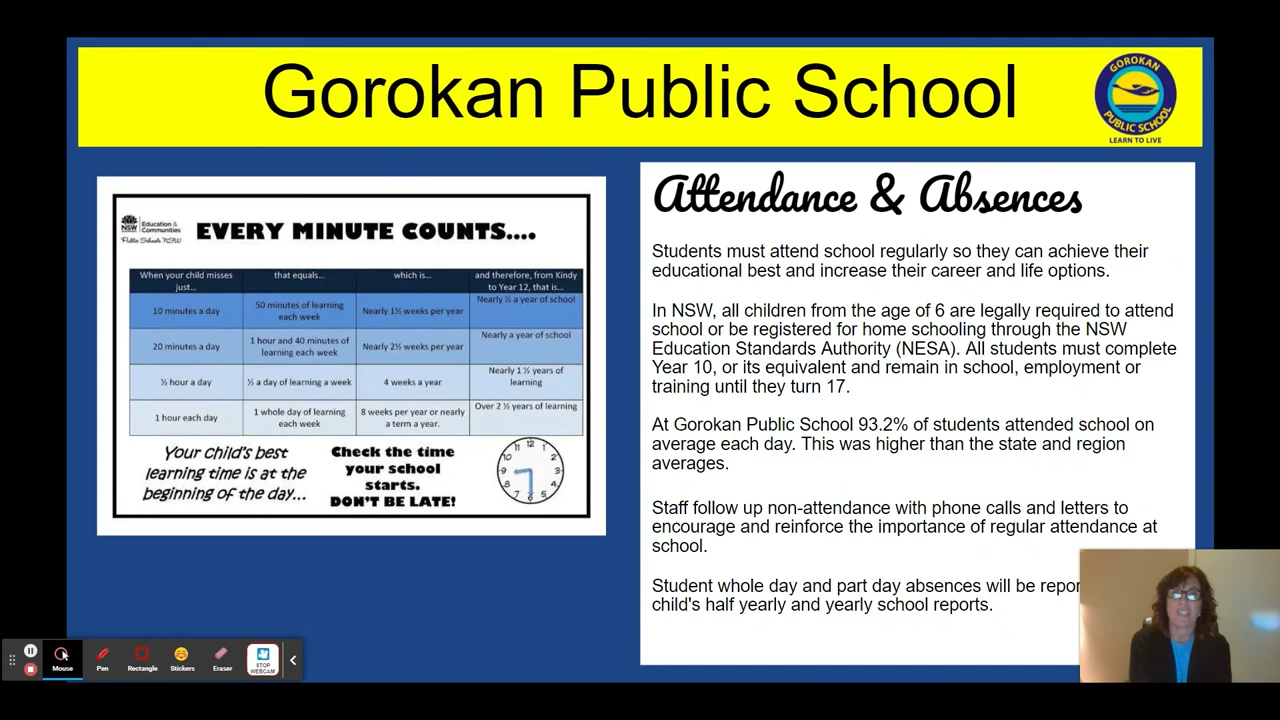 Gorokan Public School
GOROKAN
PUBLIC SCHOOL
LEARN TO LIVE
NSW
Education &
Communities
Public Schools NSW
EVERY MINUTE COUNTS....
When your child misses just... that equals... which is... and therefore, from Kindy to Year 12, that is...
10 minutes a day 50 minutes of learning each week Nearly 1½ weeks per year Nearly ½ a year of school
20 minutes a day 1 hour and 40 minutes of learning each week Nearly 2½ weeks per year Nearly a year of school
½ hour a day ½ a day of learning a week 4 weeks a year Nearly 1 ½ years of learning
1 hour each day 1 whole day of learning each week 8 weeks per year or nearly a term a year. Over 2 ½ years of learning
Your child's best
learning time is at the
beginning of the day...
Check the time
your school
starts.
DON'T BE LATE!
12 1 2 3 4 5 6 7 8 9 10 11
Attendance & Absences
Students must attend school regularly so they can achieve their
educational best and increase their career and life options.
In NSW, all children from the age of 6 are legally required to attend
school or be registered for home schooling through the NSW
Education Standards Authority (NESA). All students must complete
Year 10, or its equivalent and remain in school, employment or
training until they turn 17.
At Gorokan Public School 93.2% of students attended school on
average each day. This was higher than the state and region
averages.
Staff follow up non-attendance with phone calls and letters to
encourage and reinforce the importance of regular attendance at
school.
Student whole day and part day absences will be repor
child's half yearly and yearly school reports.
Mouse
Pen
Rectangle
Stickers
Eraser
STOP
WEBCAM